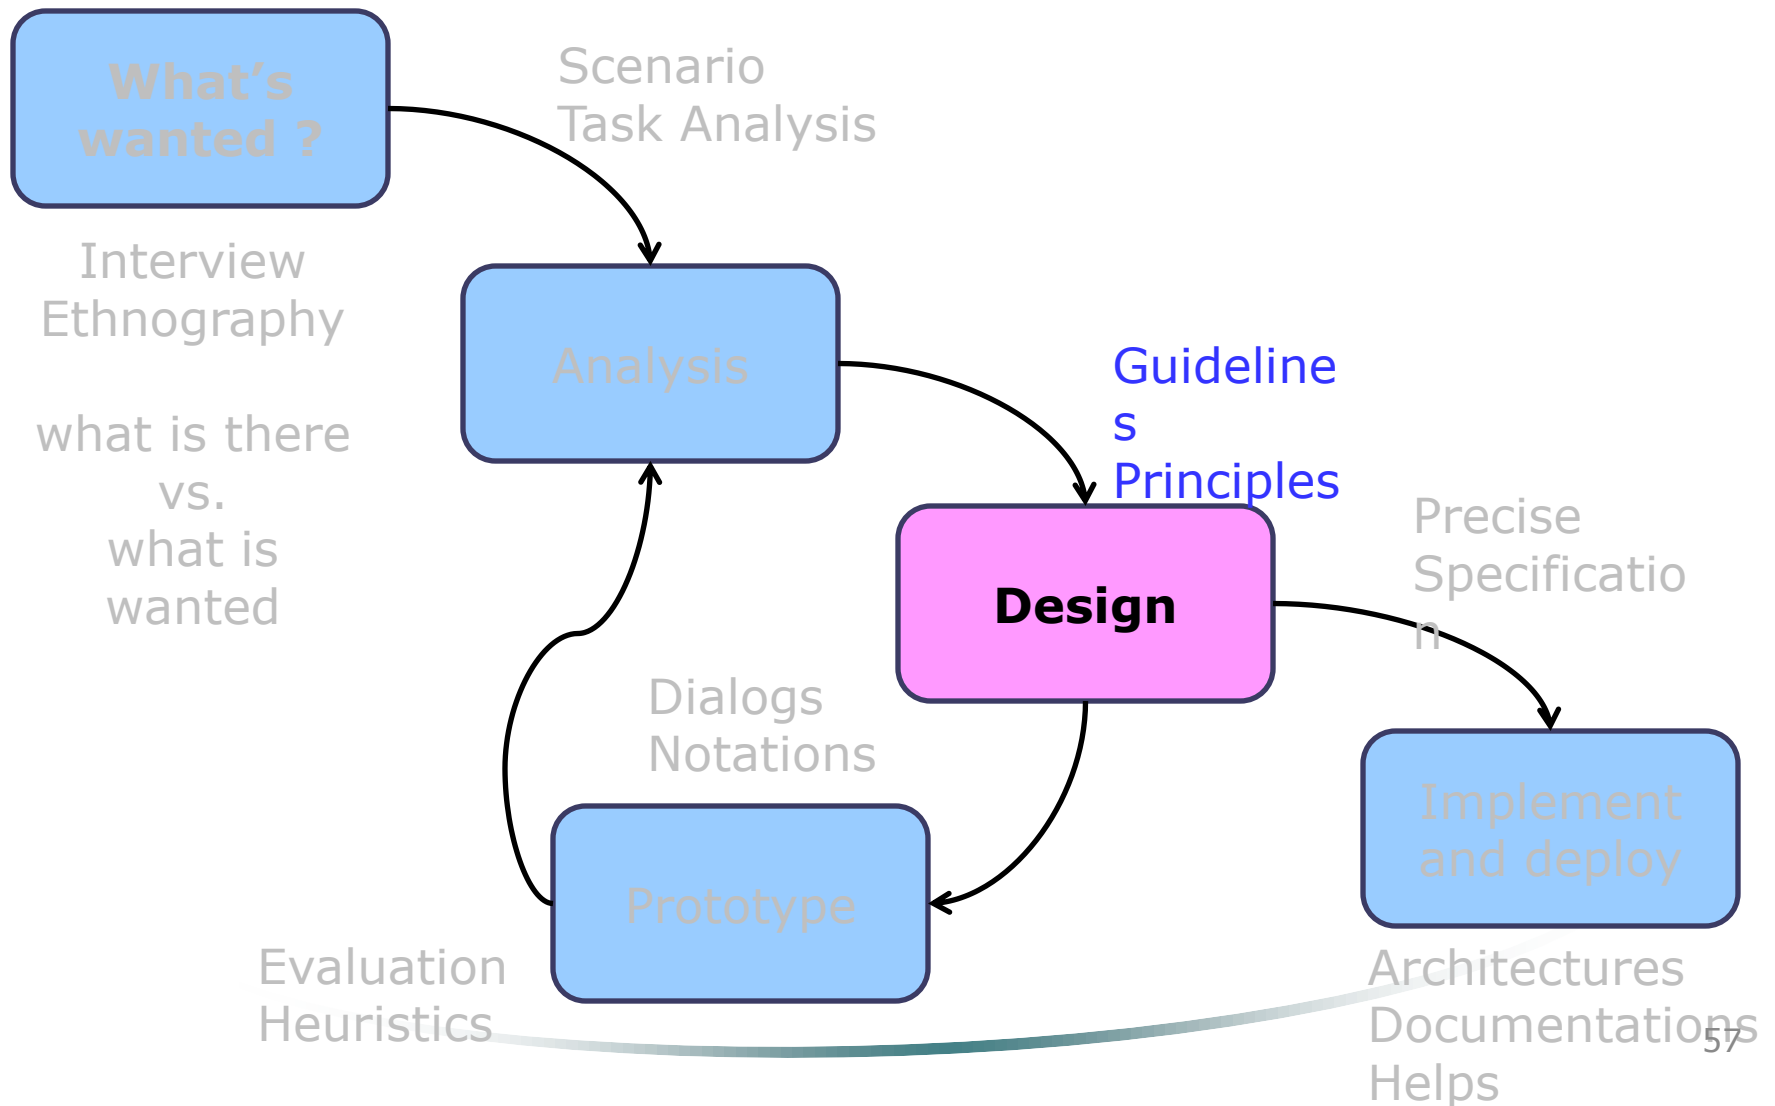 What’s
wanted ?
Scenario
Task Analysis
Interview
Ethnography
what is there
vs.
what is
wanted
Analysis
Guideline
s
Principles
Design
Precise
Specificatio
n
Dialogs
Notations
Prototype
Implement
and deploy
Evaluation
Heuristics
Architectures
Documentations
Helps
57